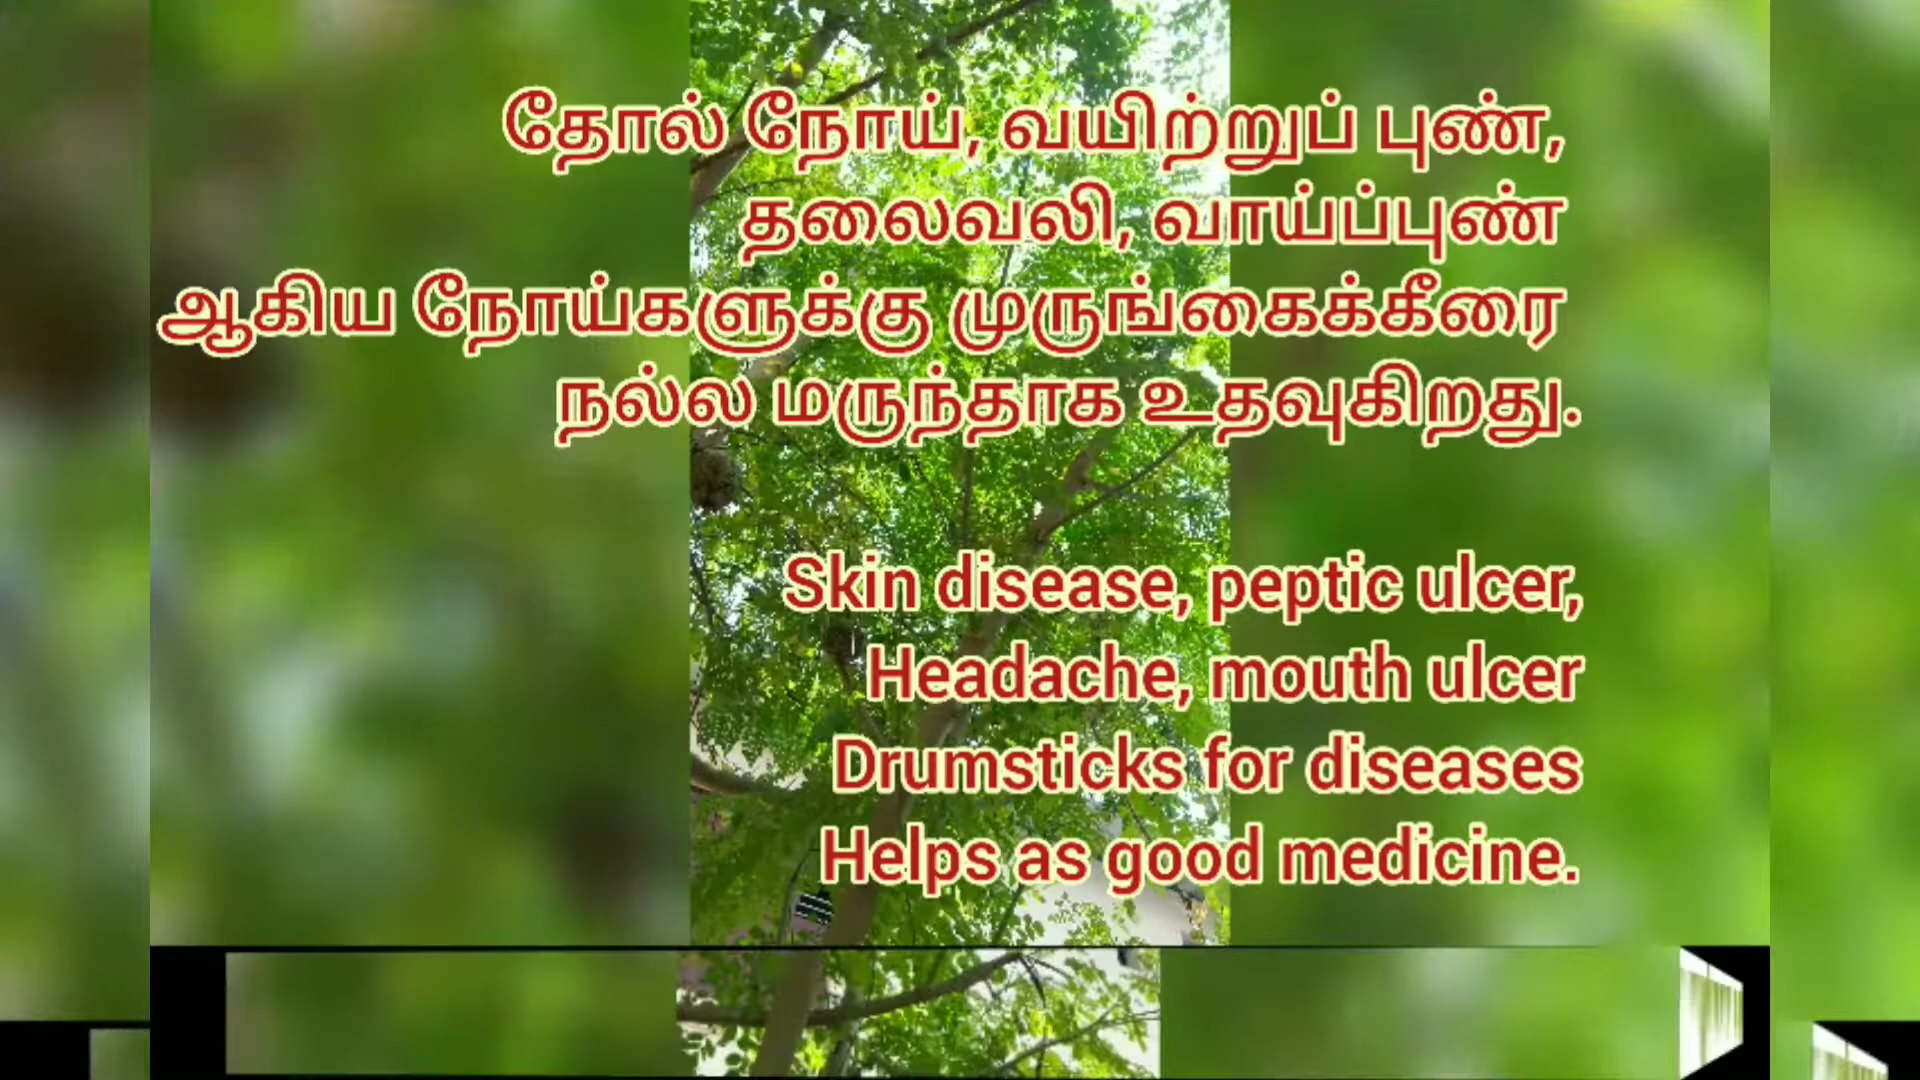 தோல் நோய், வயிற்றுப் புண்,
தலைவலி, வாய்ப்புண்
ஆகிய நோய்களுக்கு முருங்கைக்கீரை
நல்ல மருந்தாக உதவுகிறது.
Skin disease, peptic ulcer,
Headache, mouth ulcer
Drumsticks for diseases
Helps as good medicine.